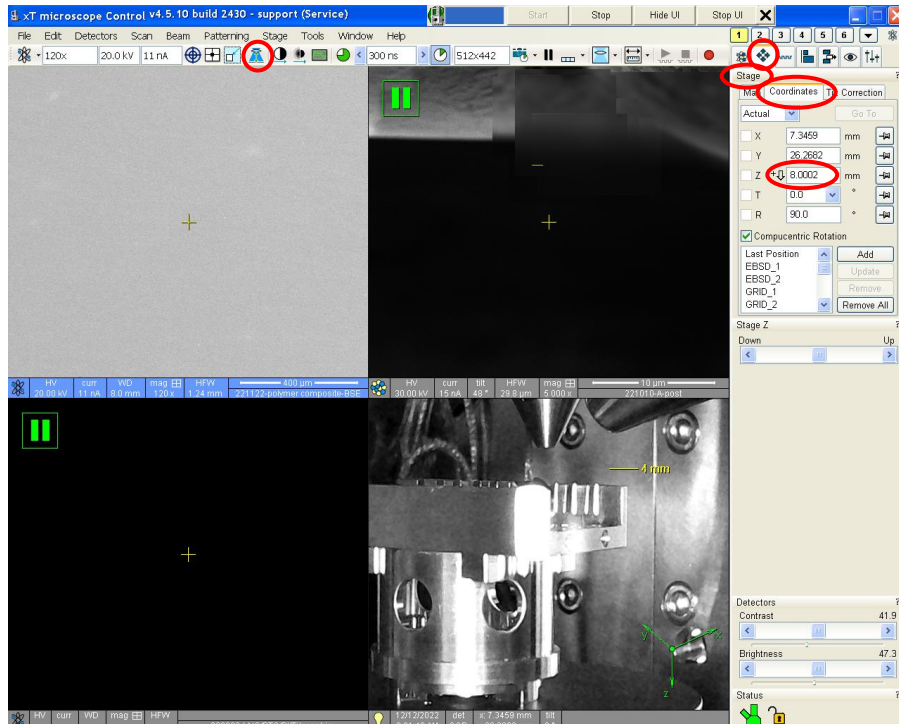 xT microscope Control v4.5.10 build 2430 - support (Service)
Start Stop Hide UI Stop UI
File Edit Detectors Scan Beam Patterning Stage Tools Window Help
1 2 3 4 5 6
120x 20.0 kV 11 nA 300 ns 512x442
Stage ?
Coordinates Correction
Actual Go To
X 7.3459 mm
Y 26.2682 mm
Z 8.0002 mm
T 0.0 °
R 90.0 °
Compucentric Rotation
Last Position
EBSD_1
EBSD_2
GRID_1
GRID_2
Add
Update
Remove
Remove All
Stage Z ?
Down Up
HV curr WD mag HFW 400 µm
20.00 kV 11 nA 8.0 mm 120 x 1.24 mm 221122-polymer composite-BSE
HV curr tilt HFW mag 10 µm
30.00 kV 15 nA 48 ° 29.8 µm 5 000 x 221010-A-post
4 mm
Y X
Z
Detectors ?
Contrast 41.9
Brightness 47.3
Status ?
HV curr WD mag HFW
12/12/2022 det x: 7.3459 mm tilt